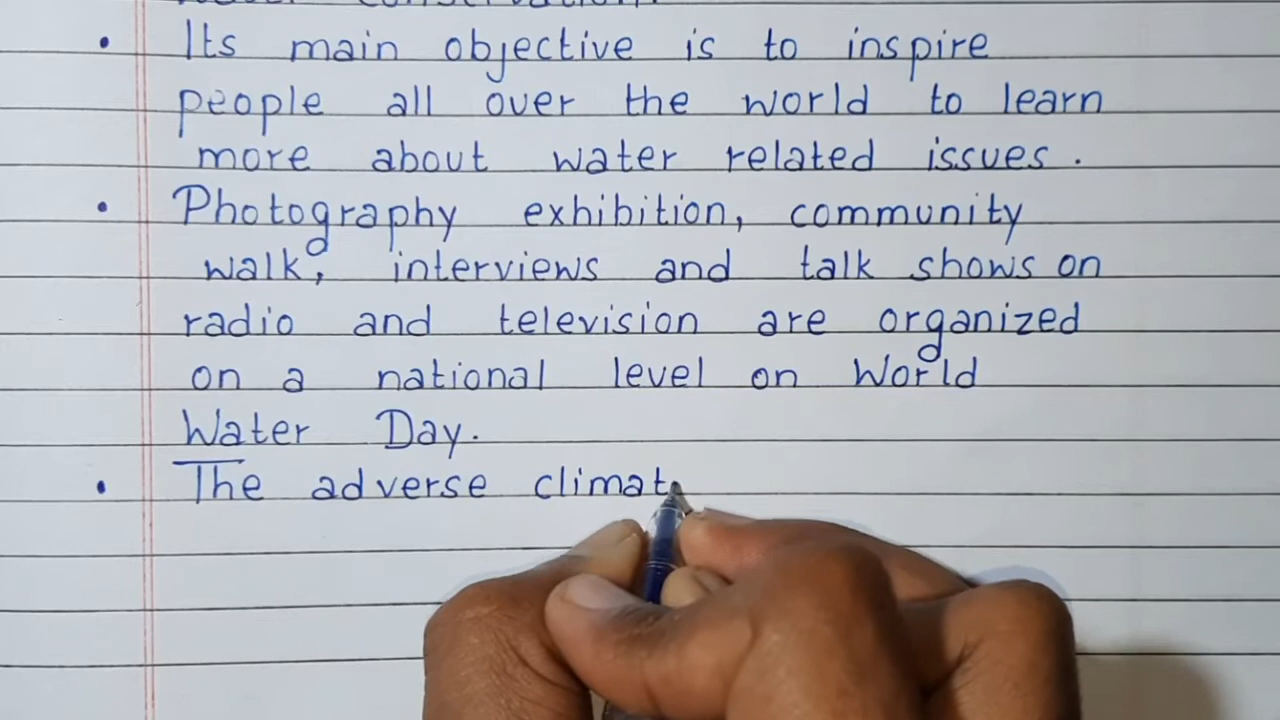 Its main objective is to inspire
people all over the world to learn
more about water related issues.
Photography exhibition, community
walk, interviews and talk shows on
radio and television are organized
on a national level on World
Water Day.
The adverse climat